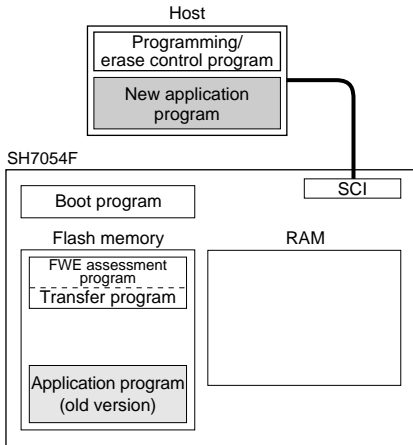 Host
Programming/
erase control program
New application
program
SH7054F
SCI
Boot program
Flash memory
RAM
FWE assessment
program
Transfer program
Application program
(old version)